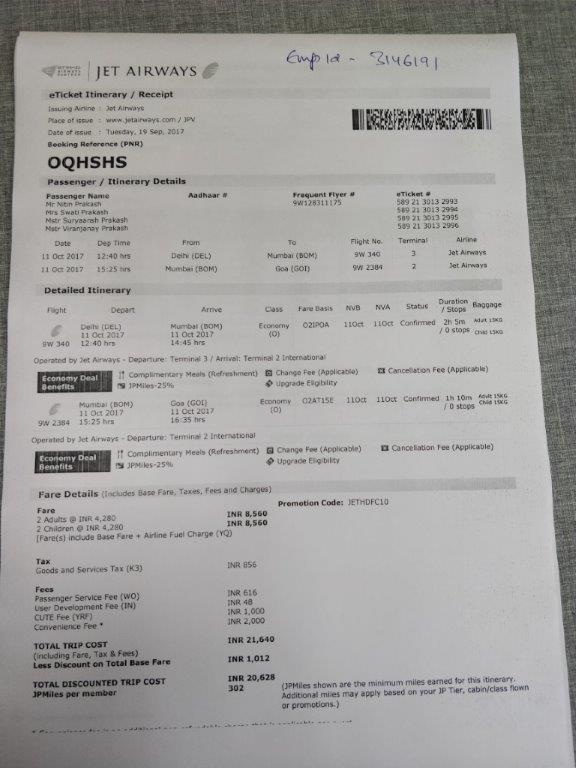 Emp Id - 3146191
ETIHAD AIRWAYS PARTNER | JET AIRWAYS
eTicket Itinerary / Receipt
Issuing Airline : Jet Airways
Place of issue : www.jetairways.com / JPV
Date of issue : Tuesday, 19 Sep, 2017
Booking Reference (PNR)
OQHSHS
Passenger / Itinerary Details
Passenger Name Aadhaar # Frequent Flyer # eTicket #
Mr Nitin Prakash 9W128311175 589 21 3013 2993
Mrs Swati Prakash 589 21 3013 2994
Mstr Suryaansh Prakash 589 21 3013 2995
Mstr Viranjanay Prakash 589 21 3013 2996
Date Dep Time From To Flight No. Terminal Airline
11 Oct 2017 12:40 hrs Delhi (DEL) Mumbai (BOM) 9W 340 3 Jet Airways
11 Oct 2017 15:25 hrs Mumbai (BOM) Goa (GOI) 9W 2384 2 Jet Airways
Detailed Itinerary
Flight Depart Arrive Class Fare Basis NVB NVA Status Duration / Stops Baggage
Delhi (DEL) Mumbai (BOM) Economy O2IPOA 11Oct 11Oct Confirmed 2h 5m Adult 15KG
11 Oct 2017 11 Oct 2017 (O) / 0 stops Child 15KG
9W 340 12:40 hrs 14:45 hrs
Operated by Jet Airways - Departure: Terminal 3 / Arrival: Terminal 2 International
Economy Deal Benefits Complimentary Meals (Refreshment) Change Fee (Applicable) Cancellation Fee (Applicable)
JPMiles-25% Upgrade Eligibility
Mumbai (BOM) Goa (GOI) Economy O2AT15E 11Oct 11Oct Confirmed 1h 10m Adult 15KG
11 Oct 2017 11 Oct 2017 (O) / 0 stops Child 15KG
9W 2384 15:25 hrs 16:35 hrs
Operated by Jet Airways - Departure: Terminal 2 International
Economy Deal Benefits Complimentary Meals (Refreshment) Change Fee (Applicable) Cancellation Fee (Applicable)
JPMiles-25% Upgrade Eligibility
Fare Details (Includes Base Fare, Taxes, Fees and Charges)
Fare Promotion Code: JETHDFC10
2 Adults @ INR 4,280 INR 8,560
2 Children @ INR 4,280 INR 8,560
[Fare(s) include Base Fare + Airline Fuel Charge (YQ)
Tax
Goods and Services Tax (K3) INR 856
Fees
Passenger Service Fee (WO) INR 616
User Development Fee (IN) INR 48
CUTE Fee (YRF) INR 1,000
Convenience Fee * INR 2,000
TOTAL TRIP COST INR 21,640
(including Fare, Tax & Fees)
Less Discount on Total Base Fare INR 1,012
TOTAL DISCOUNTED TRIP COST INR 20,628
JPMiles per member 302
(JPMiles shown are the minimum miles earned for this itinerary.
Additional miles may apply based on your JP Tier, cabin/class flown
or promotions.)